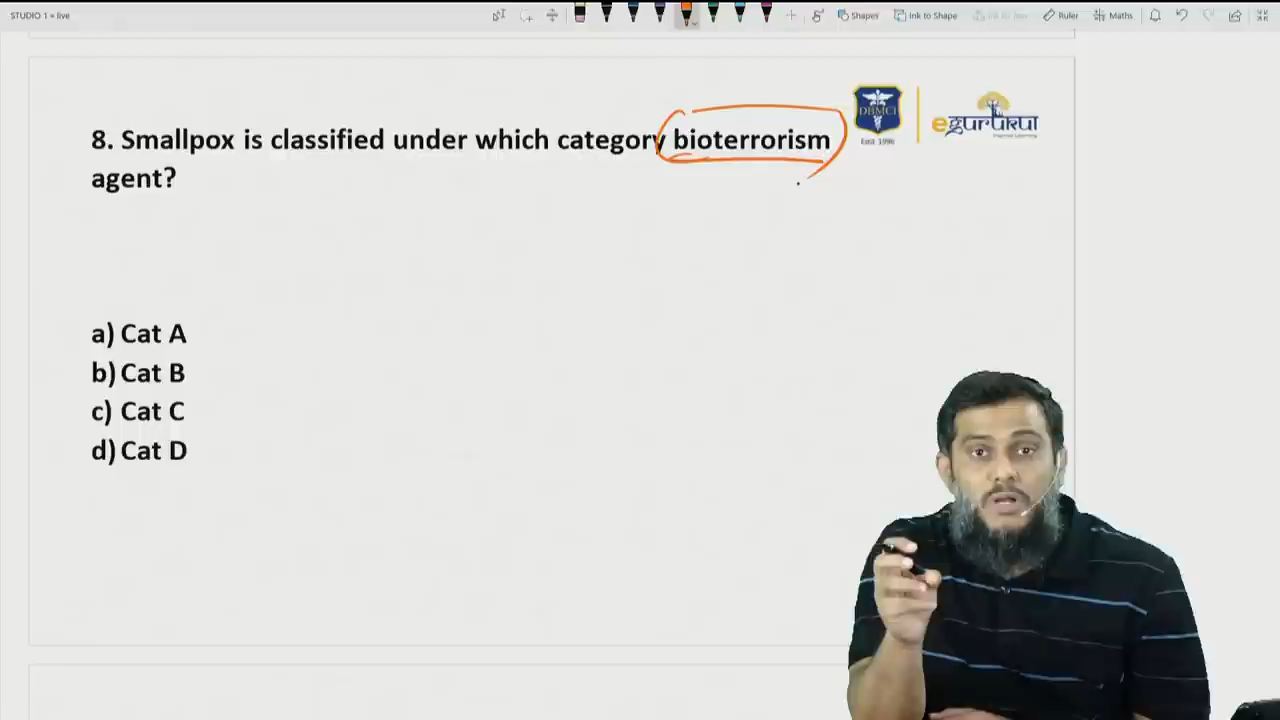 STUDIO 1 = live
Shapes
Ink to Shape
Ruler
Maths
8. Smallpox is classified under which category bioterrorism
agent?
DBMCI
Estd. 1996
egurukul
a) Cat A
b) Cat B
c) Cat C
d) Cat D